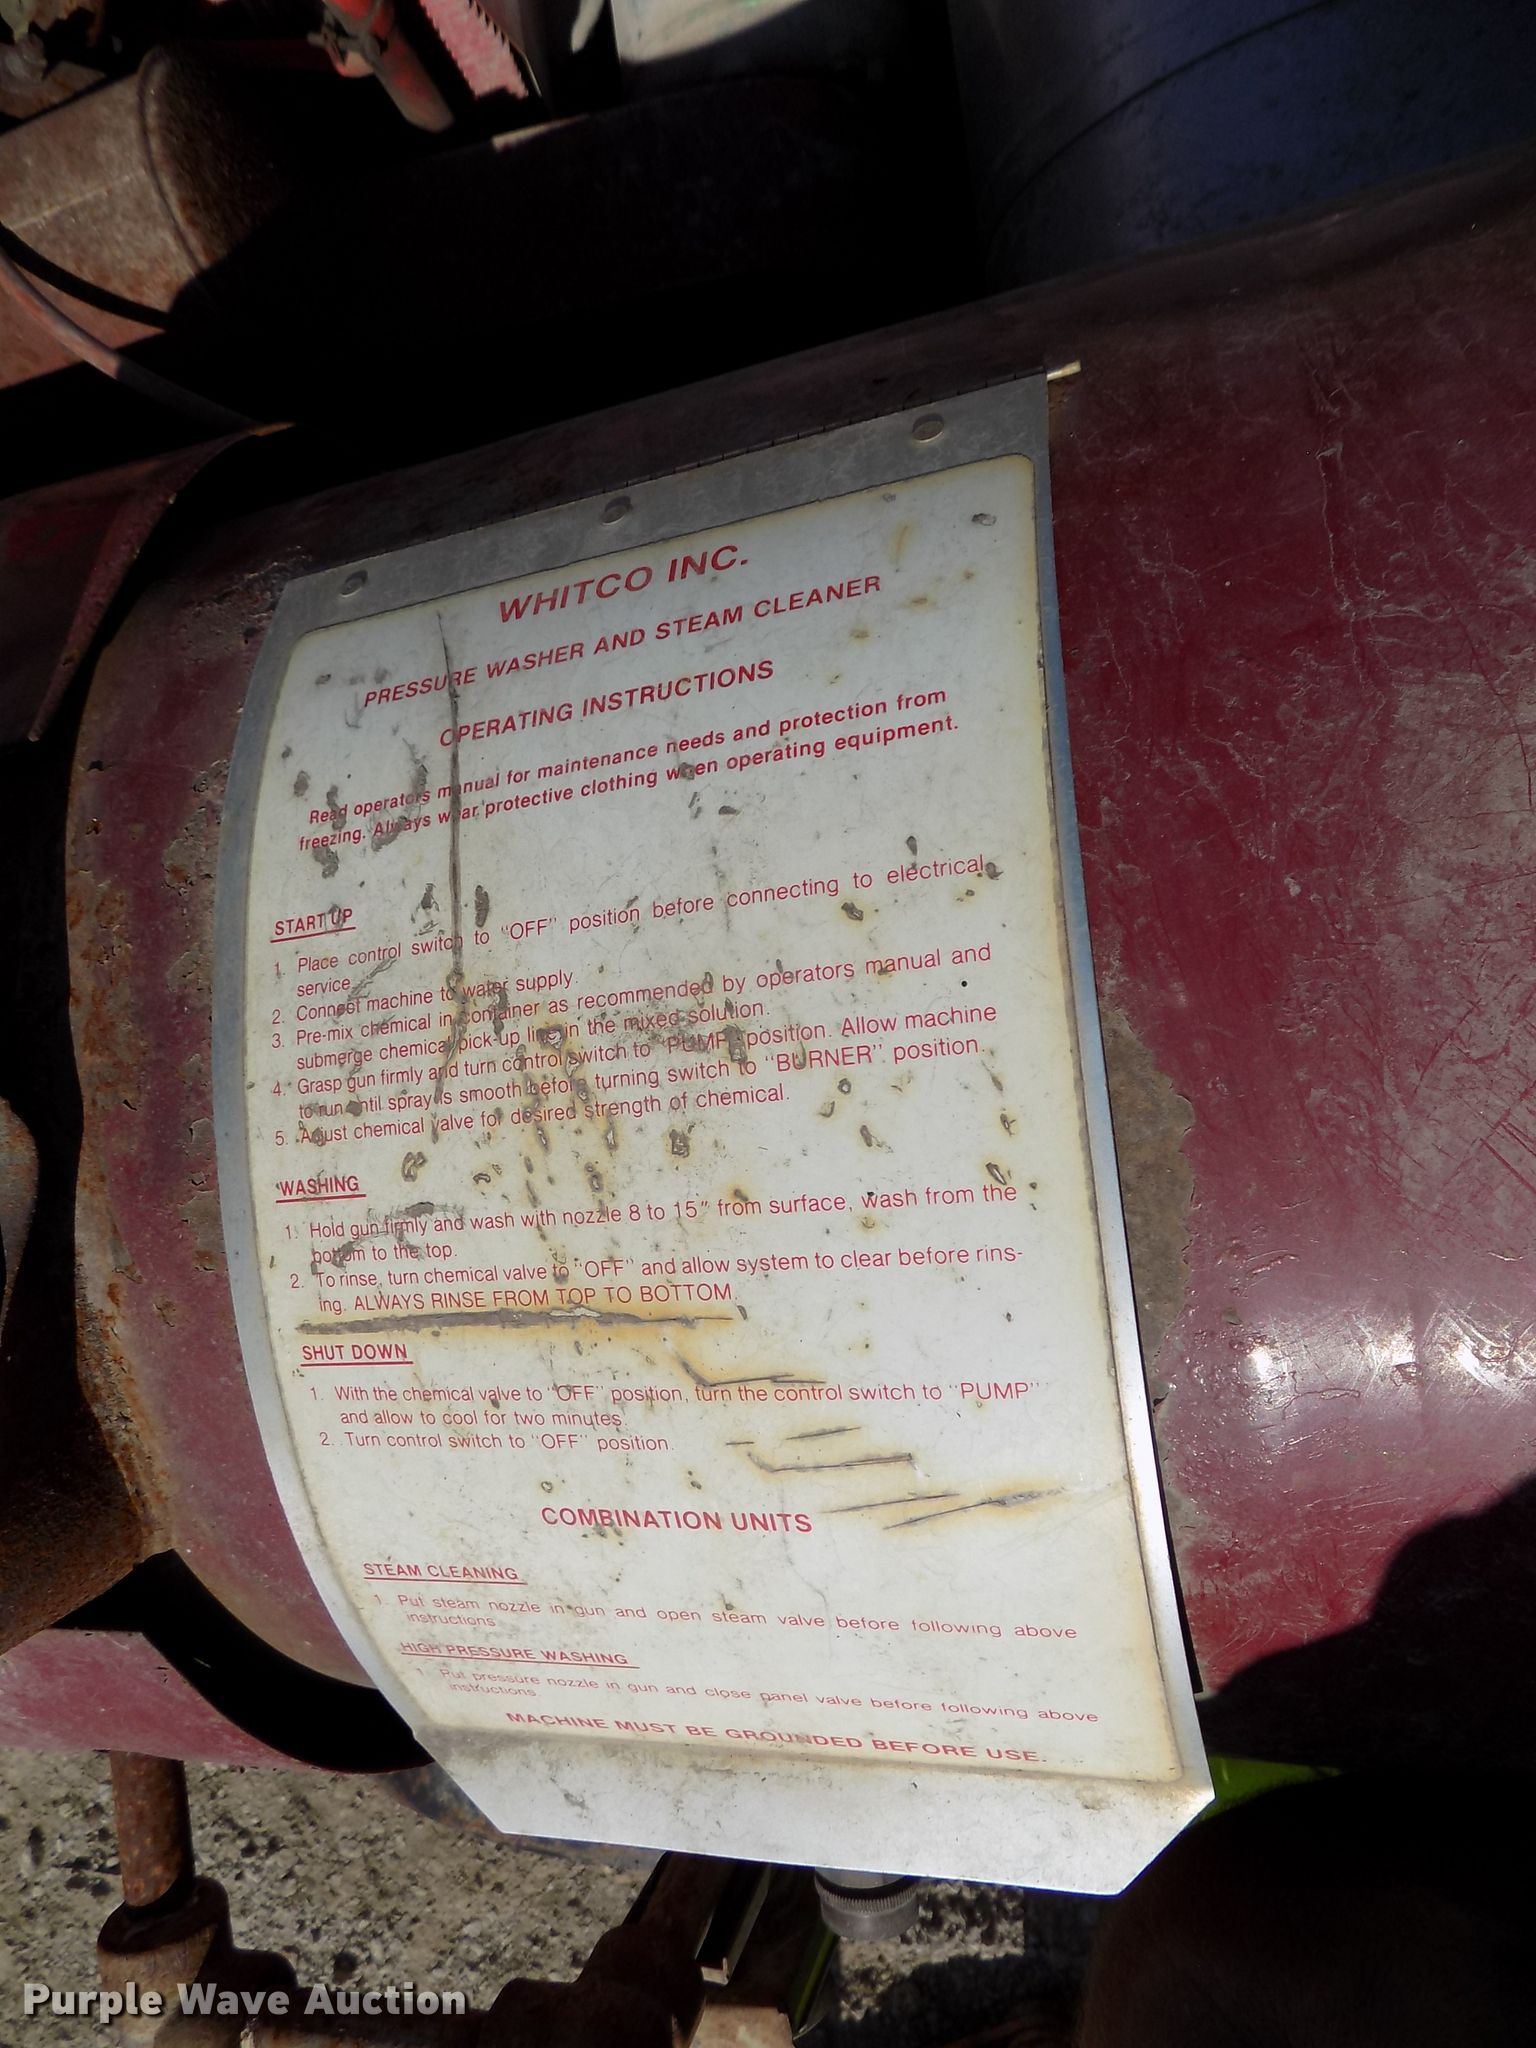 WHITCO INC.
PRESSURE WASHER AND STEAM CLEANER
OPERATING INSTRUCTIONS
Read operators manual for maintenance needs and protection from
freezing. Always wear protective clothing when operating equipment.
START UP
1. Place control switch to "OFF" position before connecting to electrical
service.
2. Connect machine to water supply.
3. Pre-mix chemical in container as recommended by operators manual and
submerge chemical pick-up line in the mixed solution.
4. Grasp gun firmly and turn control switch to "PUMP" position. Allow machine
to run until spray is smooth before turning switch to "BURNER" position.
5. Adjust chemical valve for desired strength of chemical.
WASHING
1. Hold gun firmly and wash with nozzle 8 to 15" from surface, wash from the
bottom to the top.
2. To rinse, turn chemical valve to "OFF" and allow system to clear before rins-
ing. ALWAYS RINSE FROM TOP TO BOTTOM.
SHUT DOWN
1. With the chemical valve to "OFF" position, turn the control switch to "PUMP"
and allow to cool for two minutes.
2. Turn control switch to "OFF" position.
COMBINATION UNITS
STEAM CLEANING
1. Put steam nozzle in gun and open steam valve before following above
instructions
HIGH PRESSURE WASHING
1. Put pressure nozzle in gun and close panel valve before following above
instructions.
MACHINE MUST BE GROUNDED BEFORE USE.
Purple Wave Auction